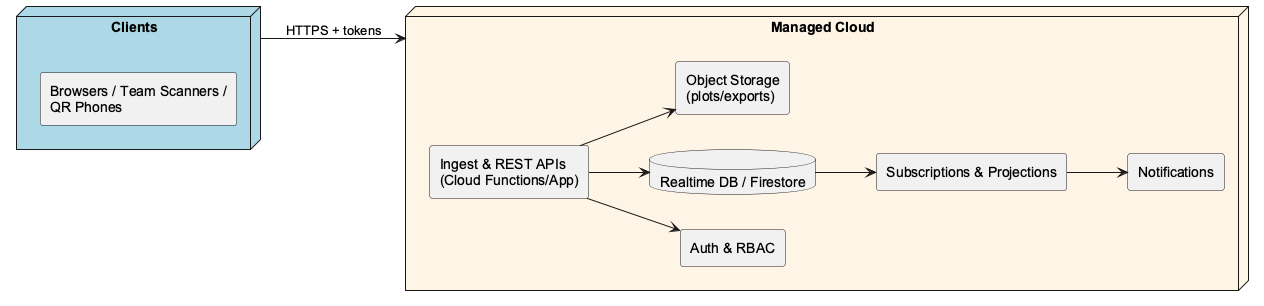 Clients
Browsers / Team Scanners /
QR Phones
HTTPS + tokens
Managed Cloud
Object Storage
(plots/exports)
Ingest & REST APIs
(Cloud Functions/App)
Realtime DB / Firestore
Subscriptions & Projections
Notifications
Auth & RBAC